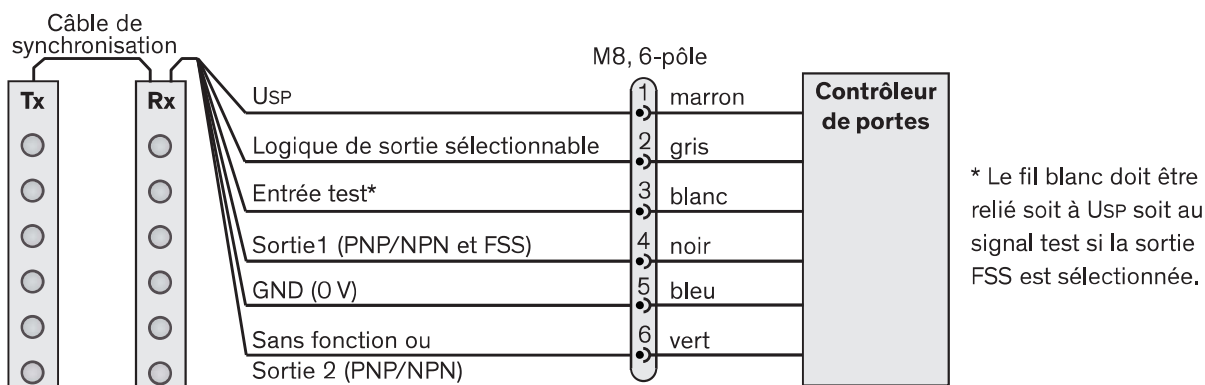 Câble de
synchronisation
M8, 6-pôle
Tx
Rx
USP
1
marron
Contrôleur
de portes
Logique de sortie sélectionnable
2
gris
Entrée test*
3
blanc
Sortie1 (PNP/NPN et FSS)
4
noir
GND (0 V)
5
bleu
Sans fonction ou
Sortie 2 (PNP/NPN)
6
vert
* Le fil blanc doit être
relié soit à USP soit au
signal test si la sortie
FSS est sélectionnée.